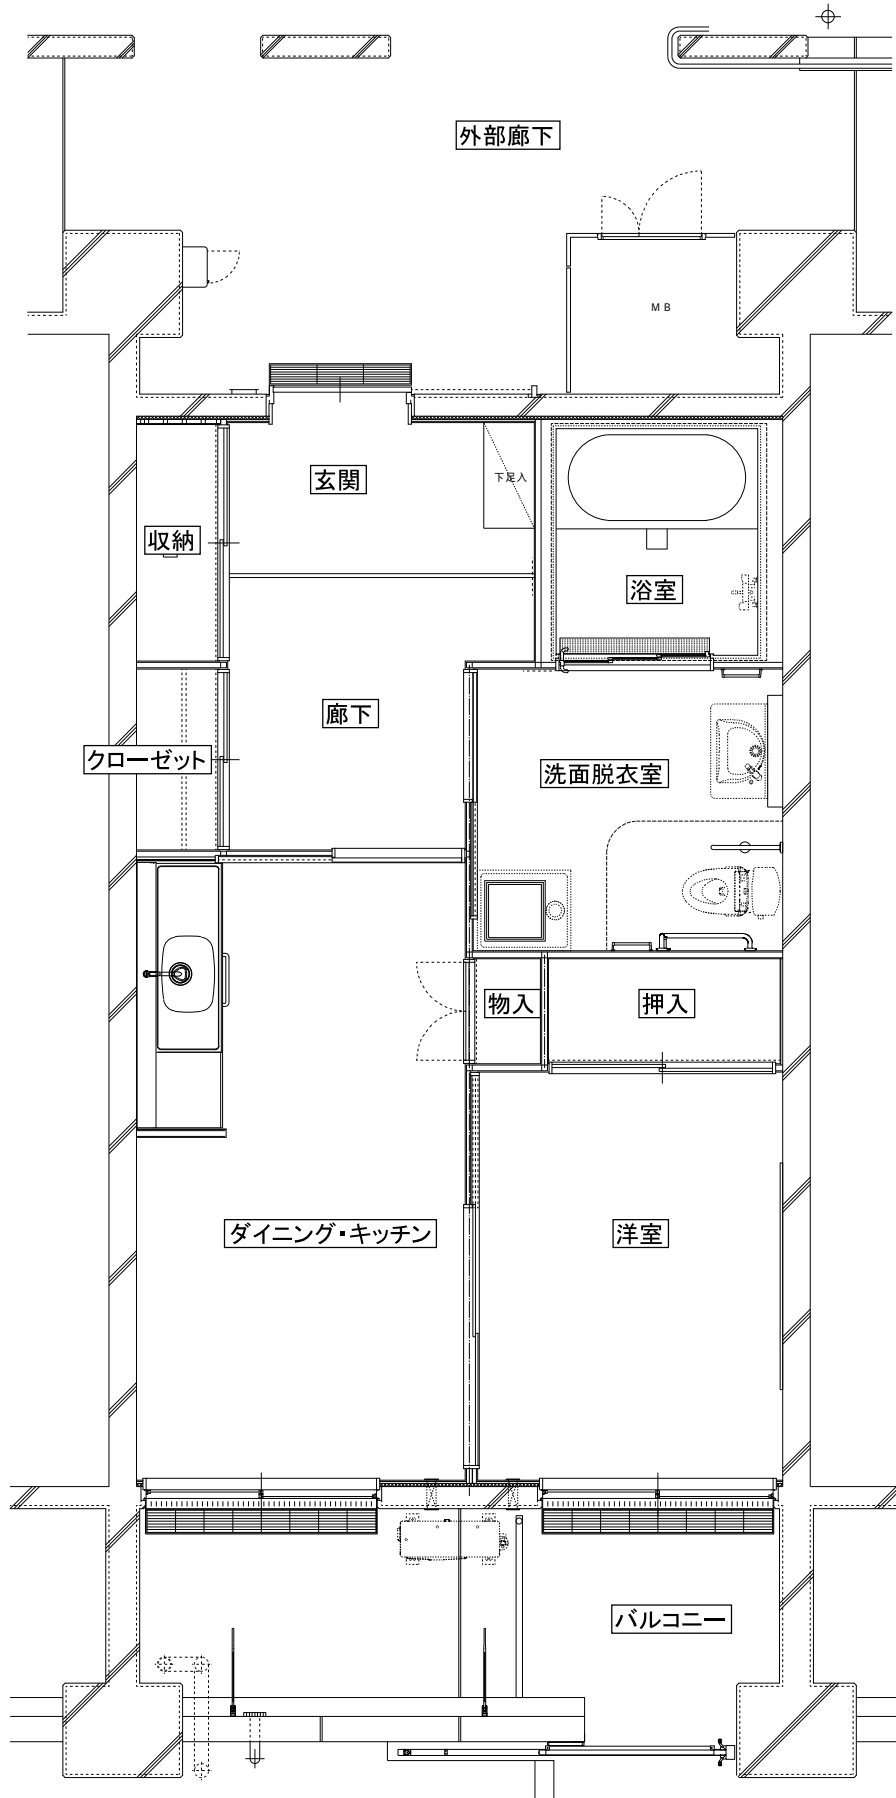 外部廊下
MB
玄関
下足入
収納
浴室
廊下
クローゼット
洗面脱衣室
物入
押入
ダイニング・キッチン
洋室
バルコニー